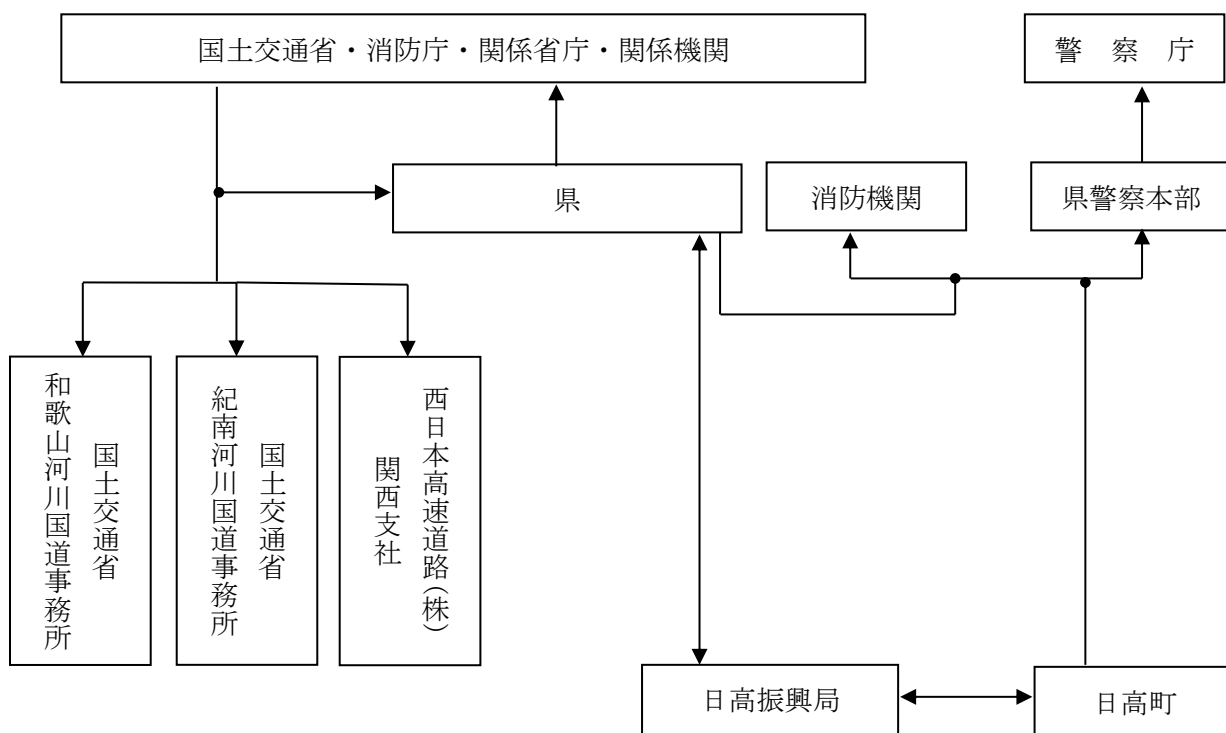 国土交通省・消防庁・関係省庁・関係機関
警 察 庁
県
消防機関
県警察本部
国土交通省
和歌山河川国道事務所
国土交通省
紀南河川国道事務所
西日本高速道路(株)
関西支社
日高振興局
日高町